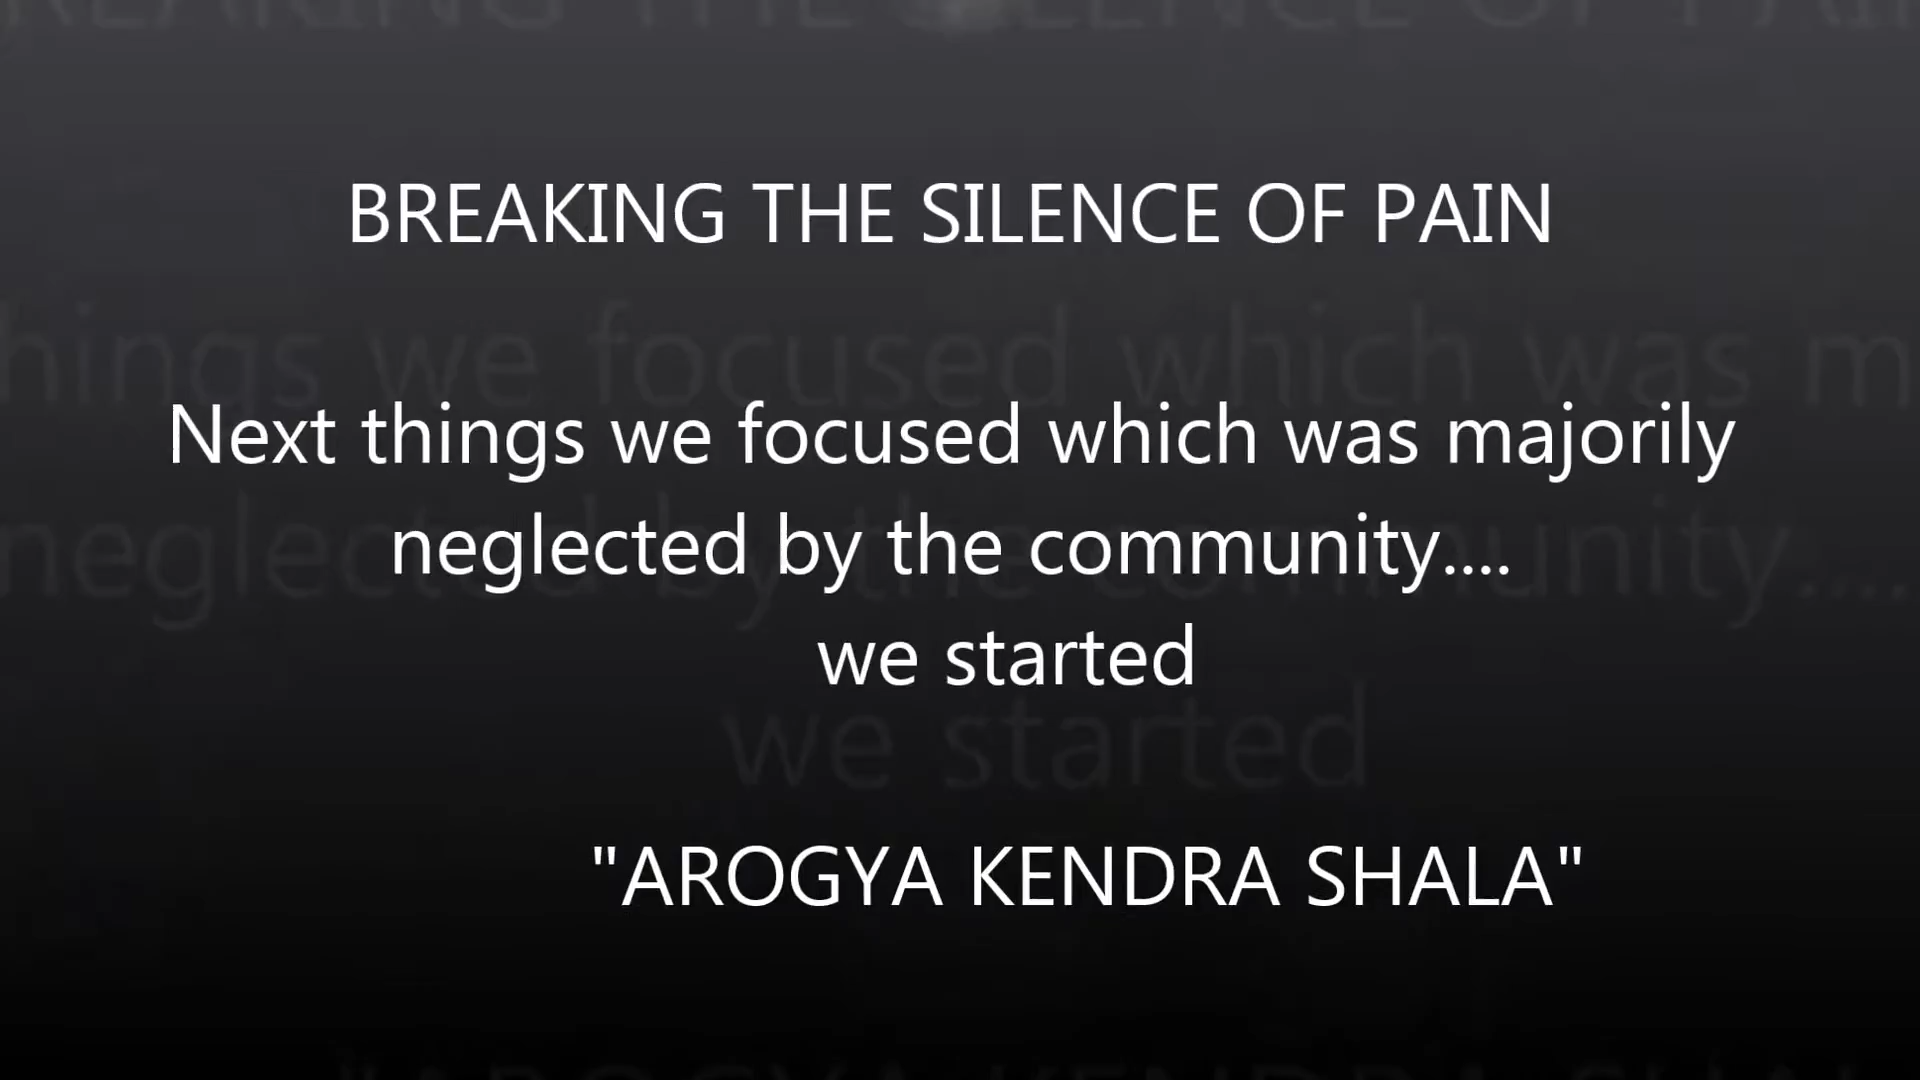 BREAKING THE SILENCE OF PAIN
Next things we focused which was majorily
neglected by the community....
we started
"AROGYA KENDRA SHALA"